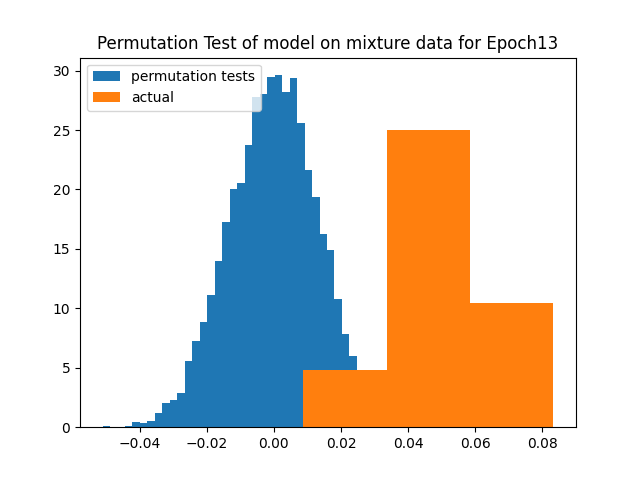 Permutation Test of model on mixture data for Epoch13
permutation tests
actual
30
25
20
15
10
5
0
−0.04 −0.02 0.00 0.02 0.04 0.06 0.08